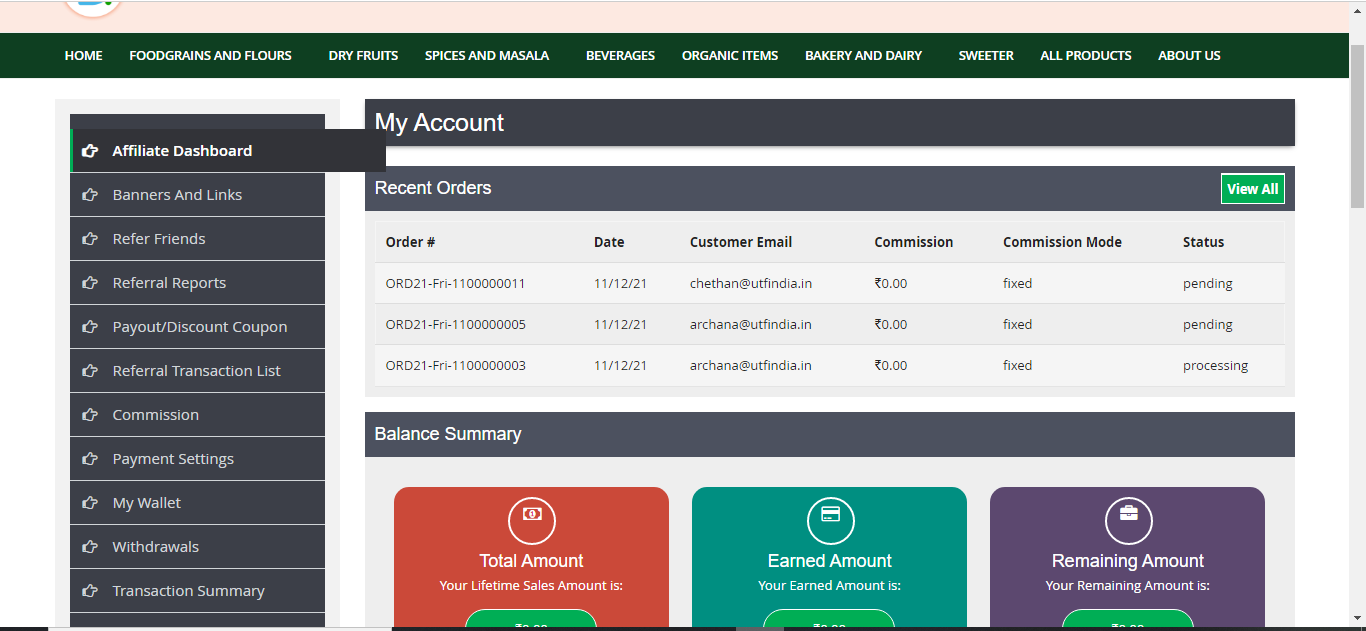 HOME FOODGRAINS AND FLOURS DRY FRUITS SPICES AND MASALA BEVERAGES ORGANIC ITEMS BAKERY AND DAIRY SWEETER ALL PRODUCTS ABOUT US
Affiliate Dashboard
Banners And Links
Refer Friends
Referral Reports
Payout/Discount Coupon
Referral Transaction List
Commission
Payment Settings
My Wallet
Withdrawals
Transaction Summary
My Account
Recent Orders View All
Order # Date Customer Email Commission Commission Mode Status
ORD21-Fri-1100000011 11/12/21 chethan@utfindia.in ₹0.00 fixed pending
ORD21-Fri-1100000005 11/12/21 archana@utfindia.in ₹0.00 fixed pending
ORD21-Fri-1100000003 11/12/21 archana@utfindia.in ₹0.00 fixed processing
Balance Summary
Total Amount
Your Lifetime Sales Amount is:
Earned Amount
Your Earned Amount is:
Remaining Amount
Your Remaining Amount is: